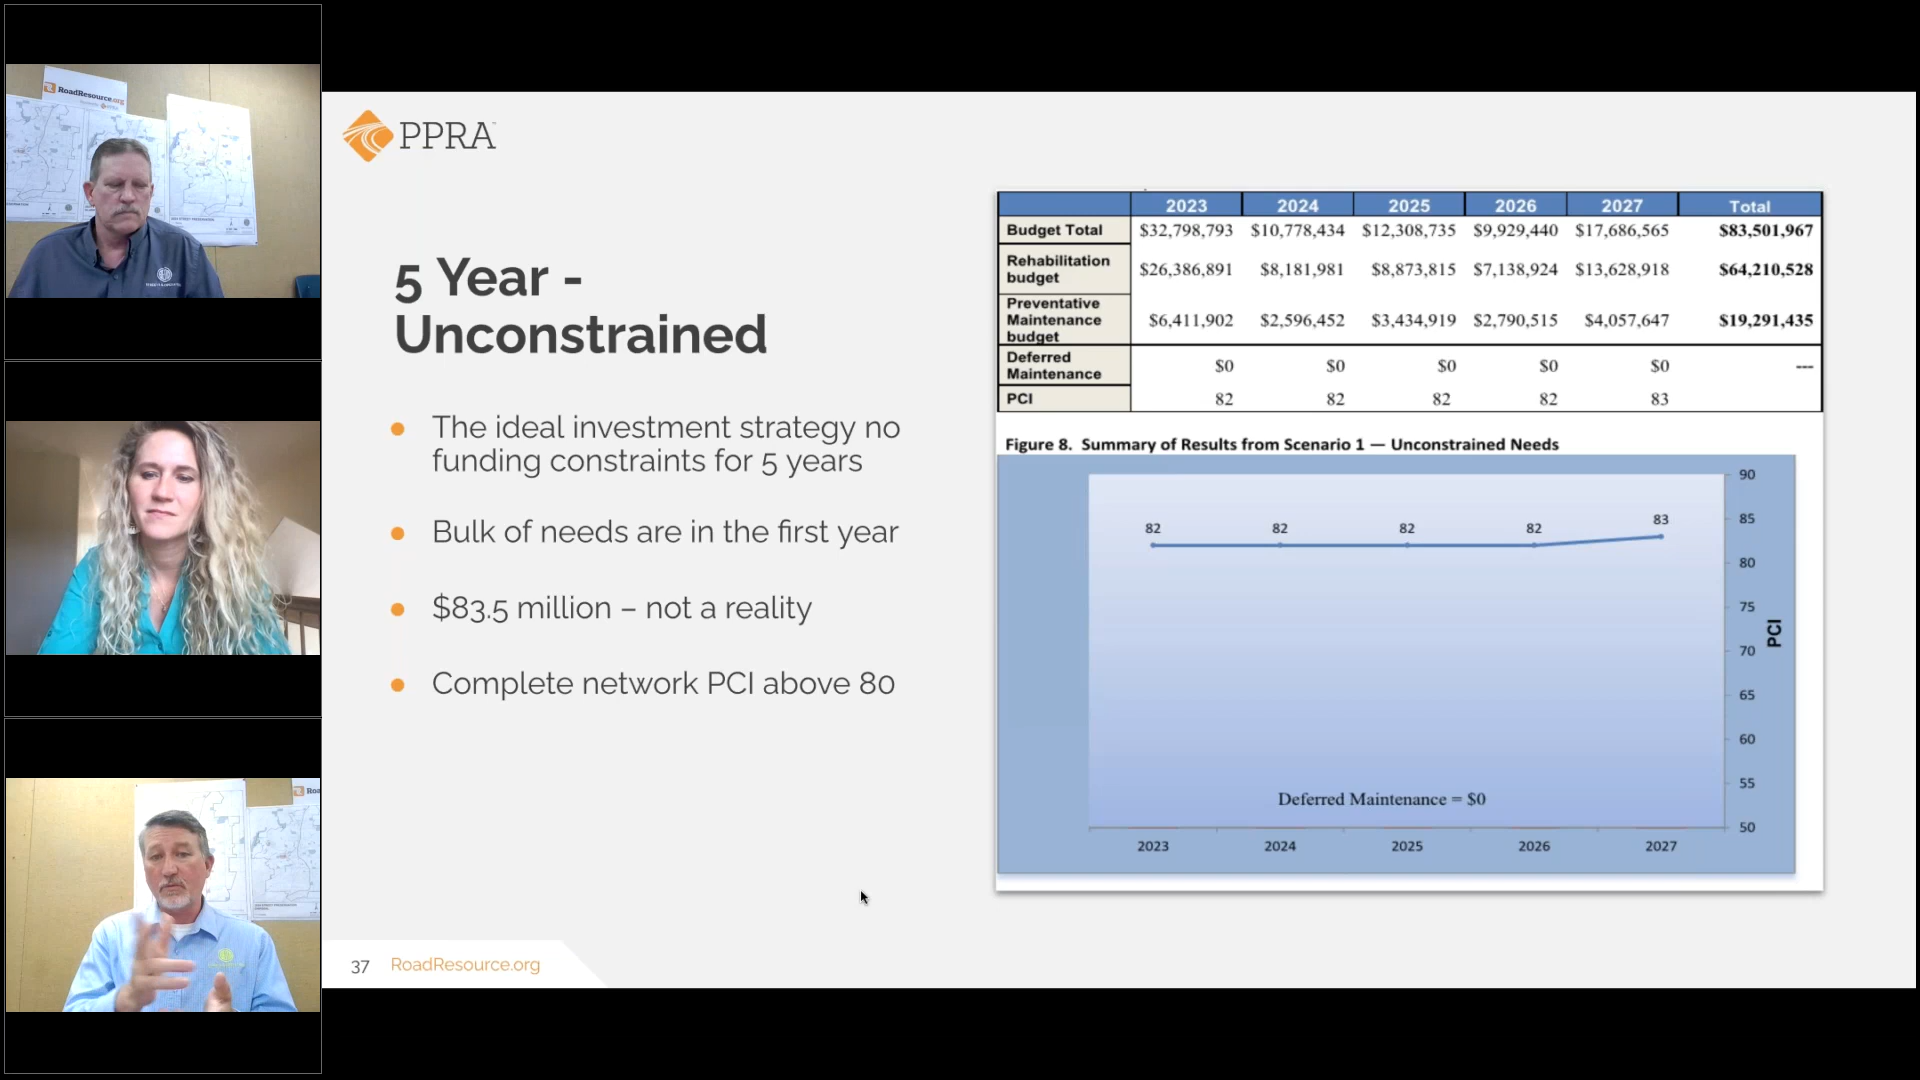 RoadResource.org
PPRA
5 Year -
Unconstrained
The ideal investment strategy no
funding constraints for 5 years
Bulk of needs are in the first year
$83.5 million – not a reality
Complete network PCI above 80
2023 2024 2025 2026 2027 Total
Budget Total $32,798,793 $10,778,434 $12,308,735 $9,929,440 $17,686,565 $83,501,967
Rehabilitation
budget $26,386,891 $8,181,981 $8,873,815 $7,138,924 $13,628,918 $64,210,528
Preventative
Maintenance $6,411,902 $2,596,452 $3,434,919 $2,790,515 $4,057,647 $19,291,435
budget
Deferred
Maintenance $0 $0 $0 $0 $0 ---
PCI 82 82 82 82 83
Figure 8. Summary of Results from Scenario 1 — Unconstrained Needs
90
85
80
75
70
65
60
55
50
PCI
82 82 82 82 83
Deferred Maintenance = $0
2023 2024 2025 2026 2027
Roa
37 RoadResource.org